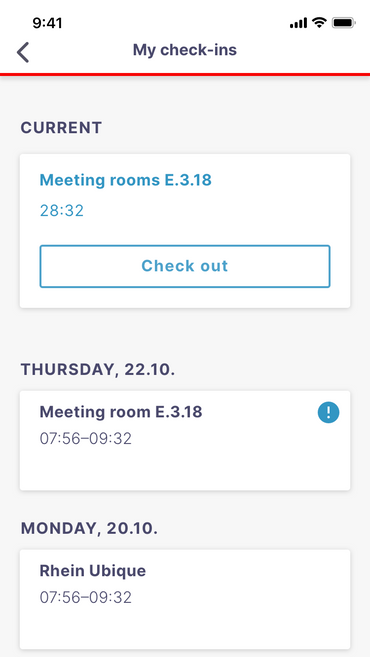 9:41
My check-ins
CURRENT
Meeting rooms E.3.18
28:32
Check out
THURSDAY, 22.10.
Meeting room E.3.18
!
07:56–09:32
MONDAY, 20.10.
Rhein Ubique
07:56–09:32